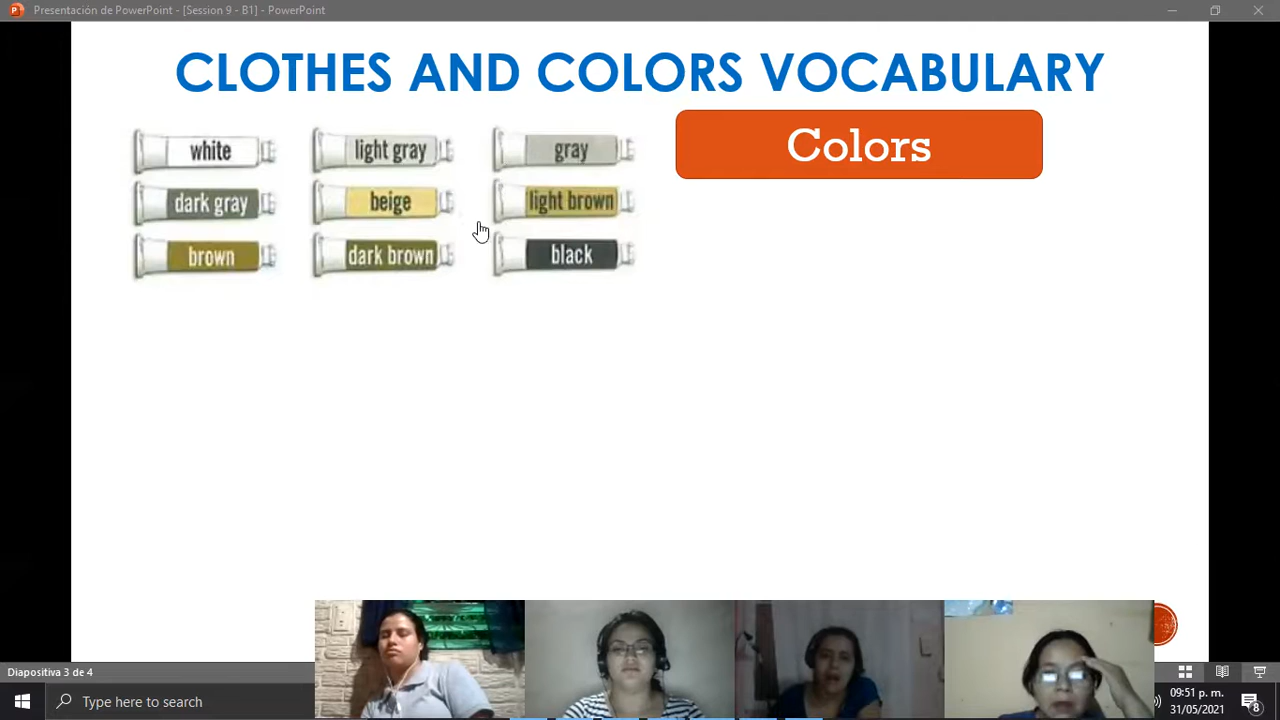 Presentación de PowerPoint - [Session 9 - B1] - PowerPoint
CLOTHES AND COLORS VOCABULARY
Colors
white light gray gray
dark gray beige light brown
brown dark brown black
Diapositiva 3 de 4
Type here to search
09:51 p. m.
31/05/2021
8